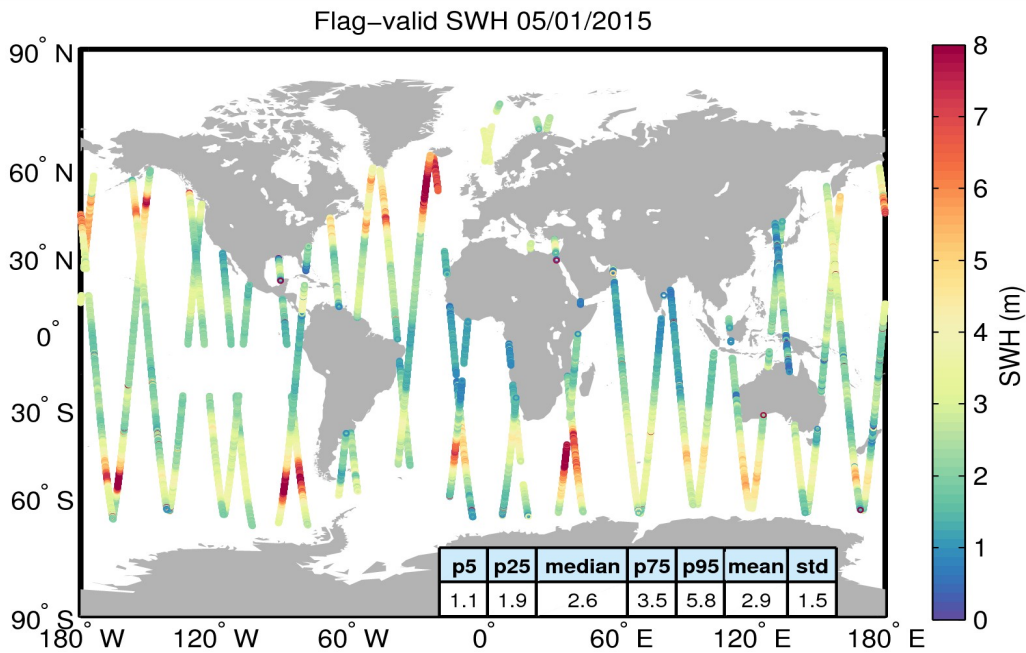 Flag−valid SWH 05/01/2015
90° N
60° N
30° N
0°
30° S
60° S
90° S
180° W
120° W
60° W
0°
60° E
120° E
180° E
p5 p25 median p75 p95 mean std
1.1 1.9 2.6 3.5 5.8 2.9 1.5
8
7
6
5
4
3
2
1
0
SWH (m)